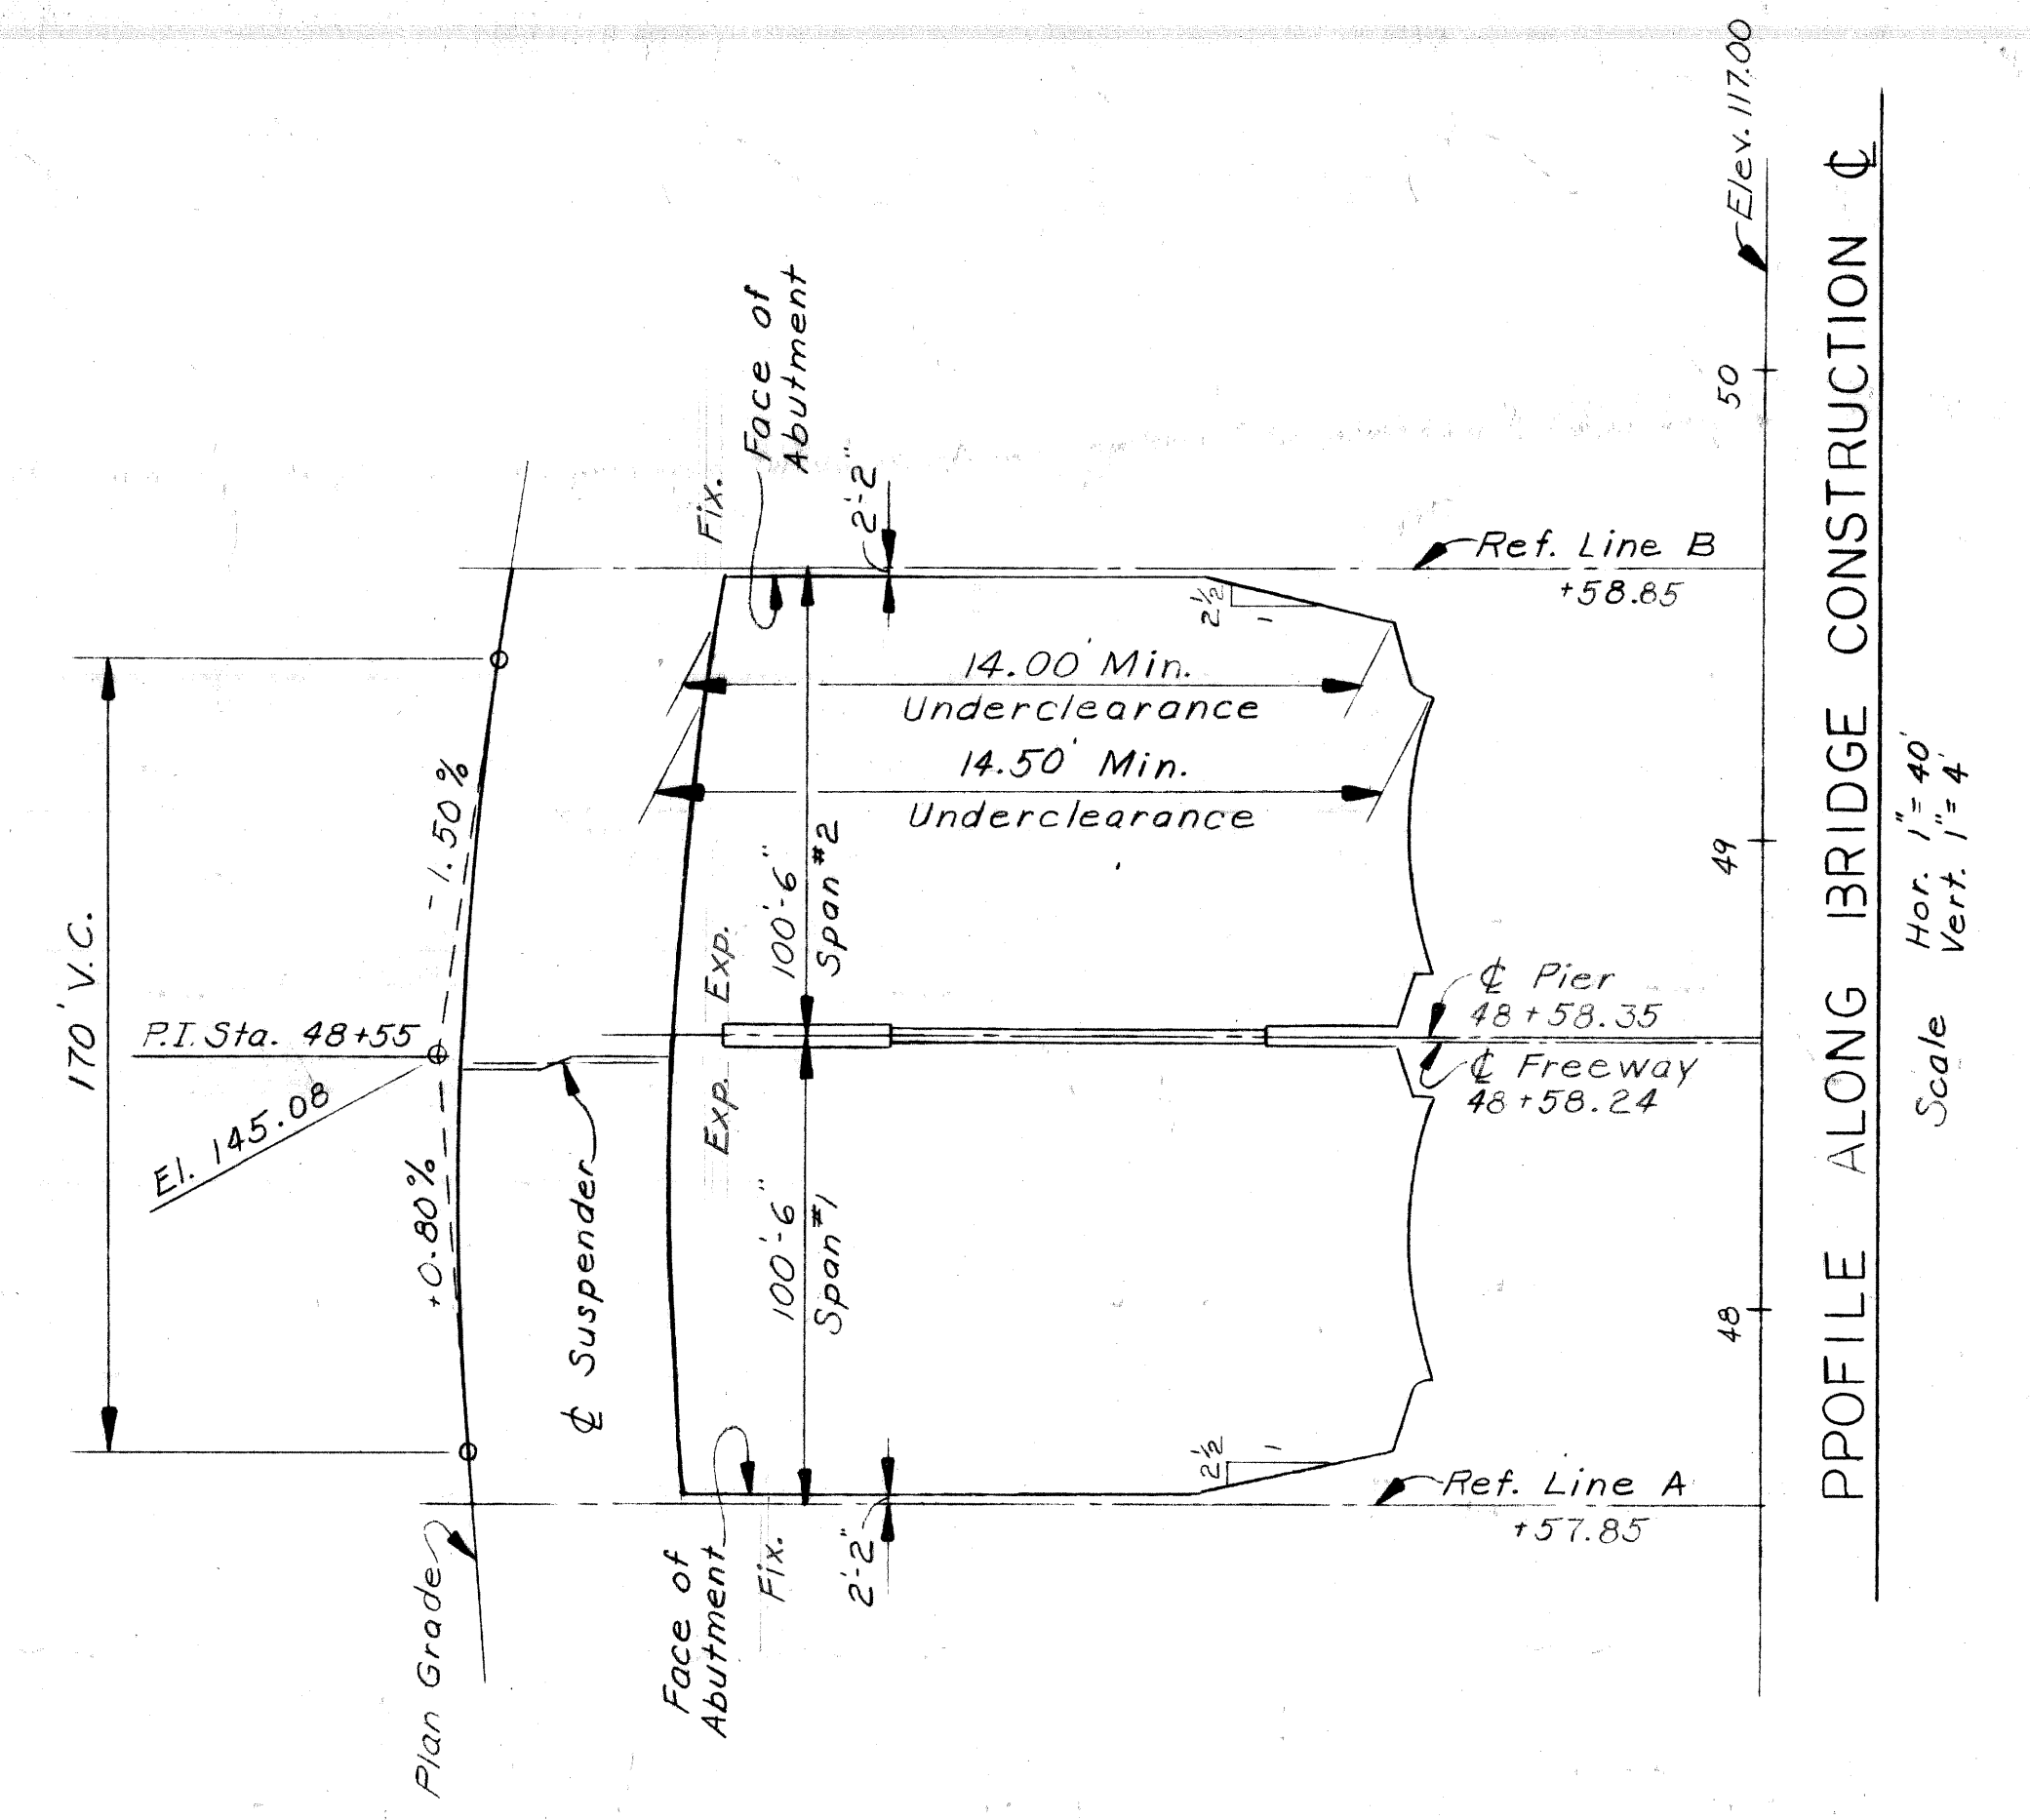 170' V.C.
P.I. Sta. 48+55
El. 145.08
+0.80%
-1.50%
Plan Grade
℄ Suspender
Face of
Abutment
Fix.
2'-2"
100'-6"
Span #1
Exp.
Exp.
100'-6"
Span #2
Fix.
Face of
Abutment
2'-2"
14.00' Min.
Underclearance
14.50' Min.
Underclearance
2½
1
2½
1
℄ Pier
48+58.35
℄ Freeway
48+58.24
Ref. Line A
+57.85
Ref. Line B
+58.85
48
49
50
Elev. 117.00
PPOFILE ALONG BRIDGE CONSTRUCTION ℄
Scale Hor. 1"= 40'
Vert. 1"= 4'